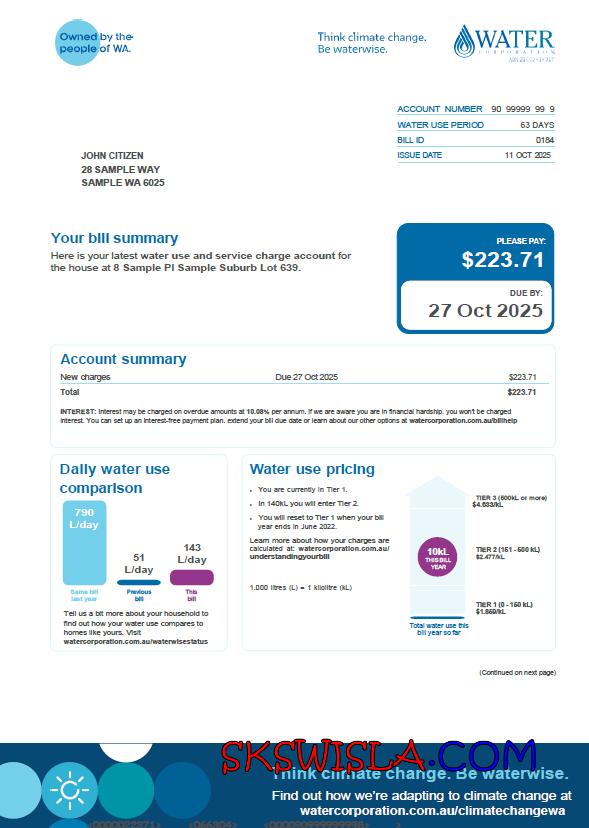 Owned by the
people of WA.
Think climate change.
Be waterwise.
WATER
CORPORATION
ACCOUNT NUMBER 90 99999 99 9
WATER USE PERIOD 63 DAYS
BILL ID 0184
ISSUE DATE 11 OCT 2025
JOHN CITIZEN
28 SAMPLE WAY
SAMPLE WA 6025
Your bill summary
Here is your latest water use and service charge account for
the house at 8 Sample Pl Sample Suburb Lot 639.
PLEASE PAY:
$223.71
DUE BY:
27 Oct 2025
Account summary
New charges Due 27 Oct 2025 $223.71
Total $223.71
INTEREST: Interest may be charged on overdue amounts at 10.08% per annum. If we are aware you are in financial hardship, you won't be charged
interest. You can set up an interest-free payment plan, extend your bill due date or learn about our other options at watercorporation.com.au/billhelp
Daily water use
comparison
790
L/day
51
L/day
143
L/day
Same bill
last year
Previous
bill
This
bill
Tell us a bit more about your household to
find out how your water use compares to
homes like yours. Visit
watercorporation.com.au/waterwisestatus
Water use pricing
• You are currently in Tier 1.
• In 140kL you will enter Tier 2.
• You will reset to Tier 1 when your bill
year ends in June 2022.
Learn more about how your charges are
calculated at: watercorporation.com.au/
understandingyourbill
1.000 litres (L) = 1 kilolitre (kL)
TIER 3 (500kL or more)
$4.633/kL
10kL
THIS BILL
YEAR
TIER 2 (151 - 500 kL)
$2.477/kL
TIER 1 (0 - 150 kL)
$1.859/kL
Total water use this
bill year so far
(Continued on next page)
SKSWISLA.COM
Think climate change. Be waterwise.
Find out how we're adapting to climate change at
watercorporation.com.au/climatechangewa